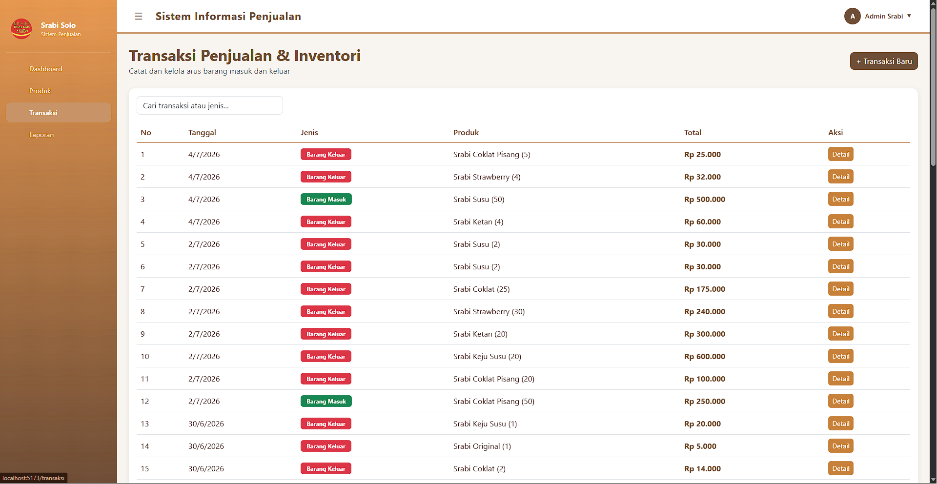 Srabi Solo
Sistem Penjualan
Dashboard
Produk
Transaksi
Laporan
☰ Sistem Informasi Penjualan
A Admin Srabi ▼
Transaksi Penjualan & Inventori
Catat dan kelola arus barang masuk dan keluar
+ Transaksi Baru
Cari transaksi atau jenis...
No Tanggal Jenis Produk Total Aksi
1 4/7/2026 Barang Keluar Srabi Coklat Pisang (5) Rp 25.000 Detail
2 4/7/2026 Barang Keluar Srabi Strawberry (4) Rp 32.000 Detail
3 4/7/2026 Barang Masuk Srabi Susu (50) Rp 500.000 Detail
4 4/7/2026 Barang Keluar Srabi Ketan (4) Rp 60.000 Detail
5 2/7/2026 Barang Keluar Srabi Susu (2) Rp 30.000 Detail
6 2/7/2026 Barang Keluar Srabi Susu (2) Rp 30.000 Detail
7 2/7/2026 Barang Keluar Srabi Coklat (25) Rp 175.000 Detail
8 2/7/2026 Barang Keluar Srabi Strawberry (30) Rp 240.000 Detail
9 2/7/2026 Barang Keluar Srabi Ketan (20) Rp 300.000 Detail
10 2/7/2026 Barang Keluar Srabi Keju Susu (20) Rp 600.000 Detail
11 2/7/2026 Barang Keluar Srabi Coklat Pisang (20) Rp 100.000 Detail
12 2/7/2026 Barang Masuk Srabi Coklat Pisang (50) Rp 250.000 Detail
13 30/6/2026 Barang Keluar Srabi Keju Susu (1) Rp 20.000 Detail
14 30/6/2026 Barang Keluar Srabi Original (1) Rp 5.000 Detail
15 30/6/2026 Barang Keluar Srabi Coklat (2) Rp 14.000 Detail
localhost:5173/transaksi